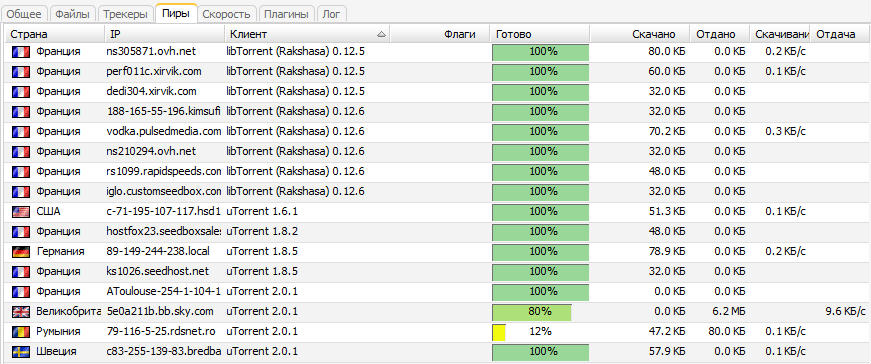 Общее Файлы Трекеры Пиры Скорость Плагины Лог
Страна IP Клиент Флаги Готово Скачано Отдано Скачивани Отдача
Франция ns305871.ovh.net libTorrent (Rakshasa) 0.12.5 100% 80.0 КБ 0.0 КБ 0.2 КБ/с
Франция perf011c.xirvik.com libTorrent (Rakshasa) 0.12.5 100% 60.0 КБ 0.0 КБ 0.1 КБ/с
Франция dedi304.xirvik.com libTorrent (Rakshasa) 0.12.5 100% 32.0 КБ 0.0 КБ
Франция 188-165-55-196.kimsufi libTorrent (Rakshasa) 0.12.6 100% 32.0 КБ 0.0 КБ
Франция vodka.pulsedmedia.com libTorrent (Rakshasa) 0.12.6 100% 70.2 КБ 0.0 КБ 0.3 КБ/с
Франция ns210294.ovh.net libTorrent (Rakshasa) 0.12.6 100% 32.0 КБ 0.0 КБ
Франция rs1099.rapidspeeds.com libTorrent (Rakshasa) 0.12.6 100% 48.0 КБ 0.0 КБ
Франция iglo.customseedbox.com libTorrent (Rakshasa) 0.12.6 100% 32.0 КБ 0.0 КБ
США c-71-195-107-117.hsd1 uTorrent 1.6.1 100% 51.3 КБ 0.0 КБ 0.1 КБ/с
Франция hostfox23.seedboxsales uTorrent 1.8.2 100% 48.0 КБ 0.0 КБ
Германия 89-149-244-238.local uTorrent 1.8.5 100% 78.9 КБ 0.0 КБ 0.2 КБ/с
Франция ks1026.seedhost.net uTorrent 1.8.5 100% 32.0 КБ 0.0 КБ
Франция AToulouse-254-1-104-1 uTorrent 2.0.1 100% 0.0 КБ 0.0 КБ
Великобрита 5e0a211b.bb.sky.com uTorrent 2.0.1 80% 0.0 КБ 6.2 МБ 9.6 КБ/с
Румыния 79-116-5-25.rdsnet.ro uTorrent 2.0.1 12% 47.2 КБ 80.0 КБ 0.1 КБ/с
Швеция c83-255-139-83.bredba uTorrent 2.0.1 100% 57.9 КБ 0.0 КБ 0.1 КБ/с